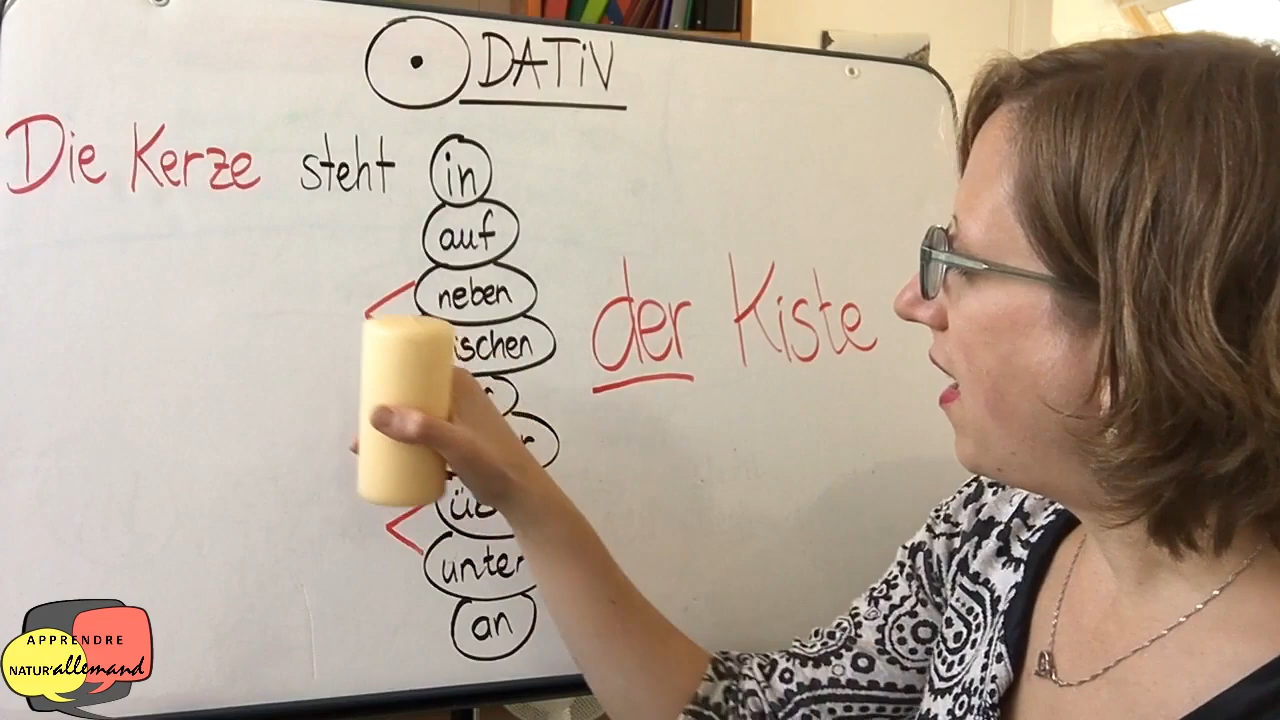 DATiV
Die Kerze steht in
auf
neben
der Kiste
unter
an
APPRENDRE
NATUR'allemand